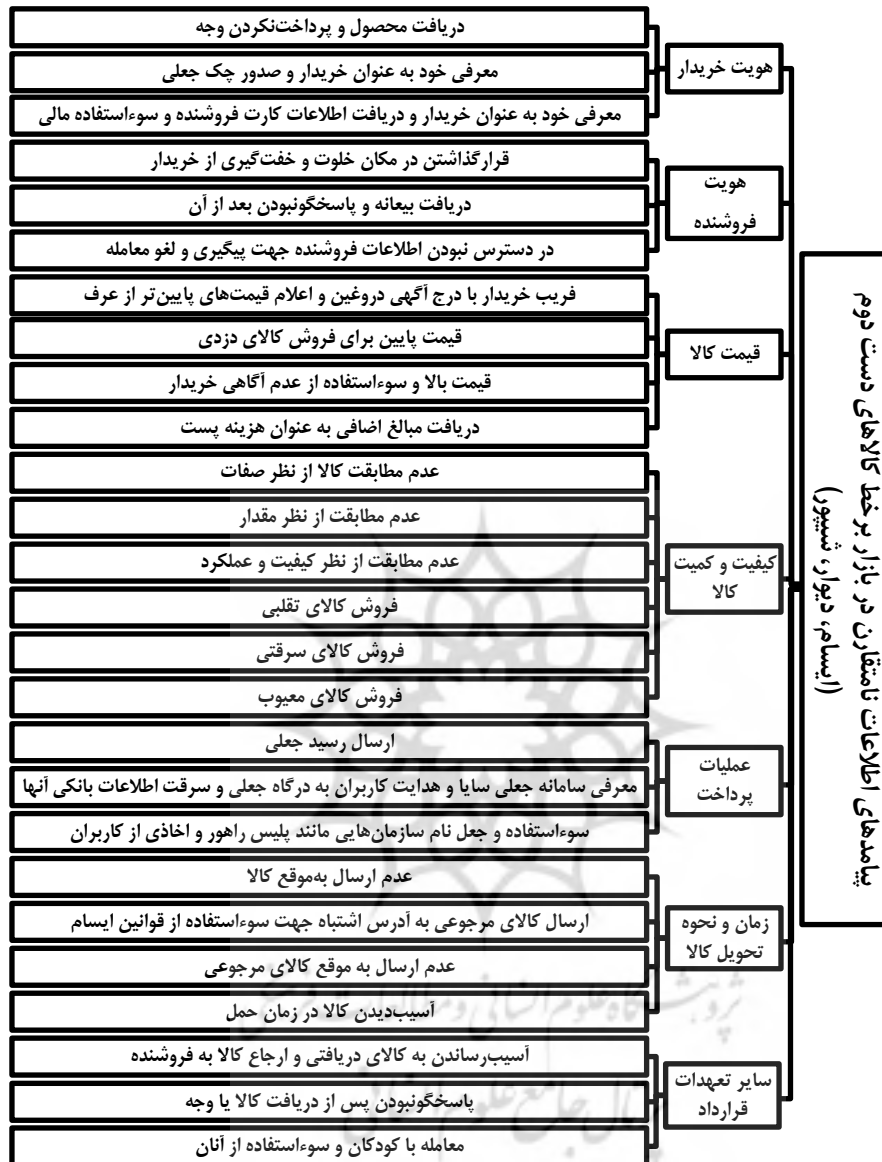 پیامدهای اطلاعات نامتقارن در بازار برخط کالاهای دست دوم
(ایسام، دیوار، شیپور)
هویت خریدار
دریافت محصول و پرداخت‌نکردن وجه
معرفی خود به عنوان خریدار و صدور چک جعلی
معرفی خود به عنوان خریدار و دریافت اطلاعات کارت فروشنده و سوءاستفاده مالی
هویت
فروشنده
قرارگذاشتن در مکان خلوت و خفت‌گیری از خریدار
دریافت بیعانه و پاسخگونبودن بعد از آن
در دسترس نبودن اطلاعات فروشنده جهت پیگیری و لغو معامله
قیمت کالا
فریب خریدار با درج آگهی دروغین و اعلام قیمت‌های پایین‌تر از عرف
قیمت پایین برای فروش کالای دزدی
قیمت بالا و سوءاستفاده از عدم آگاهی خریدار
دریافت مبالغ اضافی به عنوان هزینه پست
کیفیت و کمیت
کالا
عدم مطابقت کالا از نظر صفات
عدم مطابقت از نظر مقدار
عدم مطابقت از نظر کیفیت و عملکرد
فروش کالای تقلبی
فروش کالای سرقتی
فروش کالای معیوب
عملیات
پرداخت
ارسال رسید جعلی
معرفی سامانه جعلی ساپا و هدایت کاربران به درگاه جعلی و سرقت اطلاعات بانکی آنها
سوءاستفاده و جعل نام سازمان‌هایی مانند پلیس راهور و اخاذی از کاربران
زمان و نحوه
تحویل کالا
عدم ارسال به‌موقع کالا
ارسال کالای مرجوعی به آدرس اشتباه جهت سوءاستفاده از قوانین ایسام
عدم ارسال به موقع کالای مرجوعی
آسیب‌دیدن کالا در زمان حمل
سایر تعهدات
قرارداد
آسیب‌رساندن به کالای دریافتی و ارجاع کالا به فروشنده
پاسخگونبودن پس از دریافت کالا یا وجه
معامله با کودکان و سوءاستفاده از آنان
پژوهشگاه علوم انسانی و مطالعات فرهنگی
پرتال جامع علوم انسانی